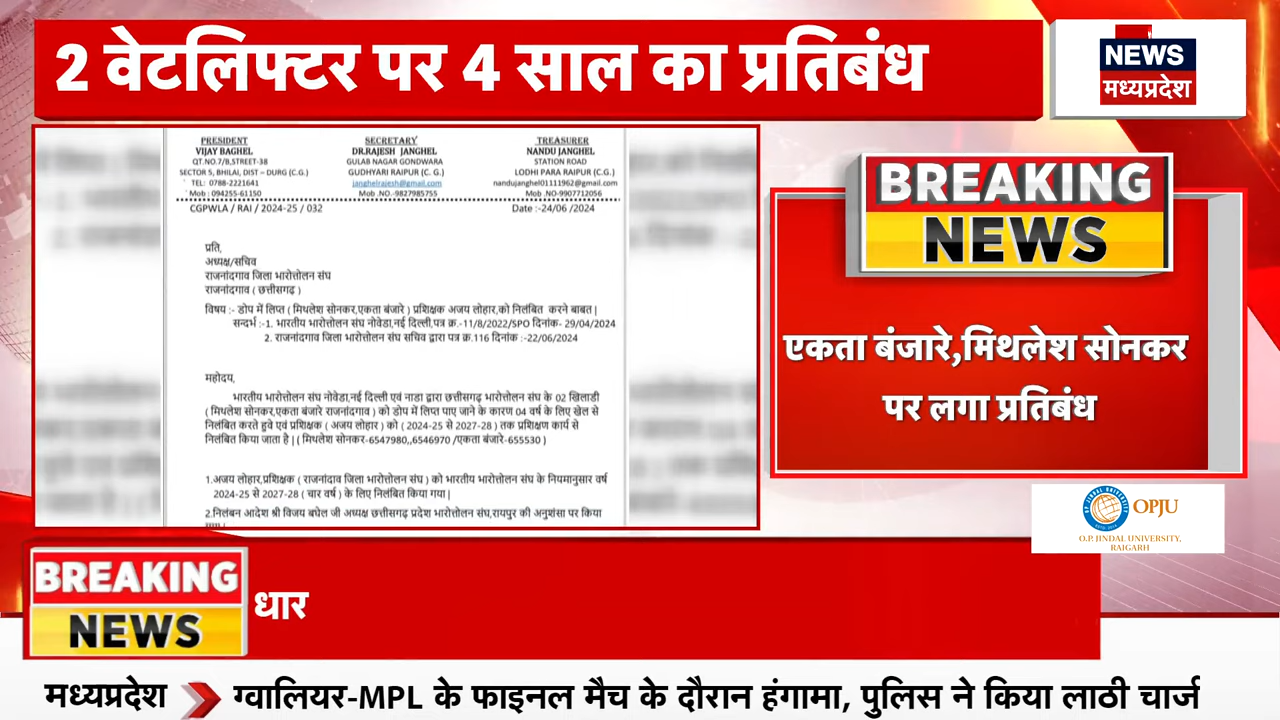 2 वेटलिफ्टर पर 4 साल का प्रतिबंध
NEWS
मध्यप्रदेश
PRESIDENT
VIJAY BAGHEL
QT.NO.7/B,STREET-38
SECTOR 5, BHILAI, DIST – DURG (C.G.)
TEL: 0788-2221641
Mob : 094255-61150
SECRETARY
DR.RAJESH JANGHEL
GULAB NAGAR GONDWARA
GUDHYARI RAIPUR (C. G.)
janghelrajesh@gmail.com
Mob .NO.-9827985755
TREASURER
NANDU JANGHEL
STATION ROAD
LODHI PARA RAIPUR (C.G.)
nandujanghel01111962@gmail.com
Mob -NO-9907712056
CGPWLA / RAI / 2024-25 / 032
Date :-24/06 /2024
प्रति,
अध्यक्ष/सचिव
राजनांदगाव जिला भारोत्तोलन संघ
राजनांदगाव ( छत्तीसगढ़ )
विषय :- डोप में लिप्त ( मिथलेश सोनकर,एकता बंजारे ) प्रशिक्षक अजय लोहार,को निलंबित करने बाबत |
सन्दर्भ :-1. भारतीय भारोत्तोलन संघ नोवेडा,नई दिल्ली,पत्र क्र.-11/8/2022/SPO दिनांक- 29/04/2024
2. राजनांदगाव जिला भारोत्तोलन संघ सचिव द्वारा पत्र क्र.116 दिनांक :-22/06/2024
महोदय,
भारतीय भारोत्तोलन संघ नोवेडा,नई दिल्ली एवं नाडा द्वारा छत्तीसगढ़ भारोत्तोलन संघ के 02 खिलाडी
( मिथलेश सोनकर,एकता बंजारे राजनांदगाव ) को डोप में लिप्त पाए जाने के कारण 04 वर्ष के लिए खेल से
निलंबित करते हुवे एवं प्रशिक्षक ( अजय लोहार ) को ( 2024-25 से 2027-28 ) तक प्रशिक्षण कार्य से
निलंबित किया जाता है | ( मिथलेश सोनकर-6547980,,6546970 /एकता बंजारे-655530 )
1.अजय लोहार,प्रशिक्षक ( राजनांदाव जिला भारोत्तोलन संघ ) को भारतीय भारोत्तोलन संघ के नियमानुसार वर्ष
2024-25 से 2027-28 ( चार वर्ष ) के लिए निलंबित किया गया |
2.निलंबन आदेश श्री विजय बघेल जी अध्यक्ष छत्तीसगढ़ प्रदेश भारोत्तोलन संघ,रायपुर की अनुशंसा पर किया
BREAKING
NEWS
एकता बंजारे,मिथलेश सोनकर
पर लगा प्रतिबंध
OPJU
O.P. JINDAL UNIVERSITY,
RAIGARH
BREAKING
NEWS
धार
मध्यप्रदेश
ग्वालियर-MPL के फाइनल मैच के दौरान हंगामा, पुलिस ने किया लाठी चार्ज